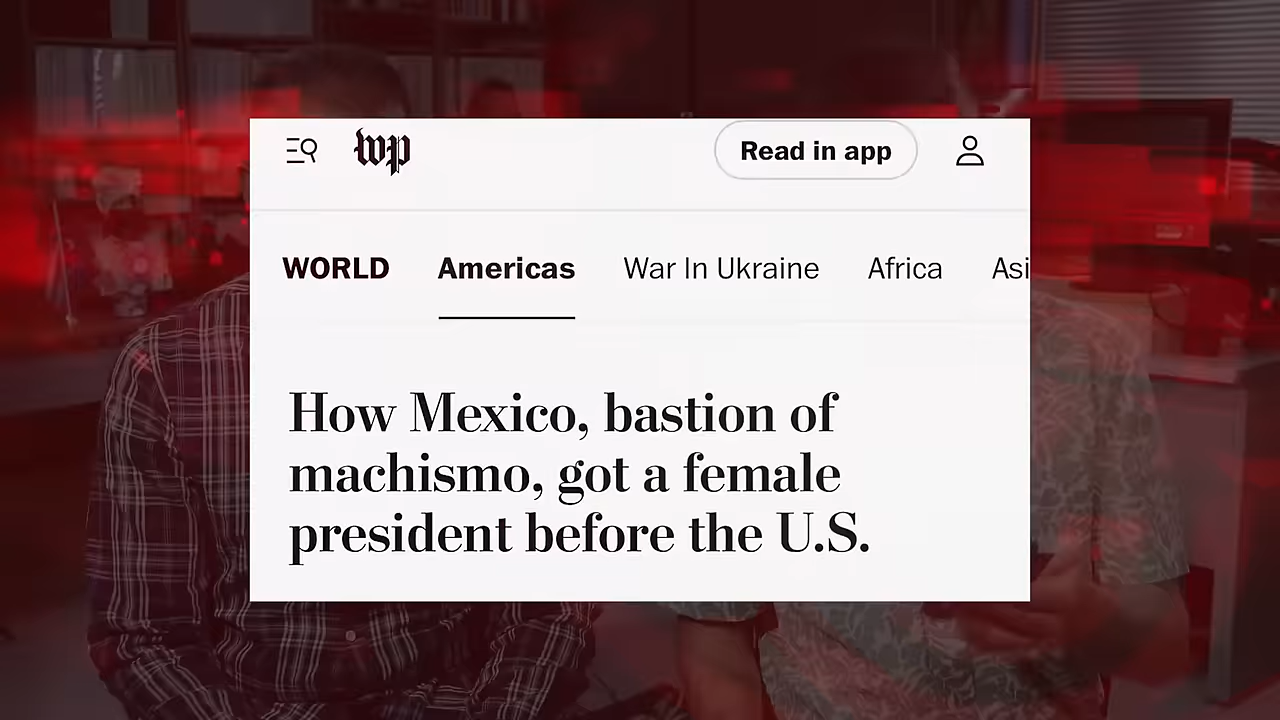 wp
Read in app
WORLD Americas War In Ukraine Africa Asi
How Mexico, bastion of
machismo, got a female
president before the U.S.